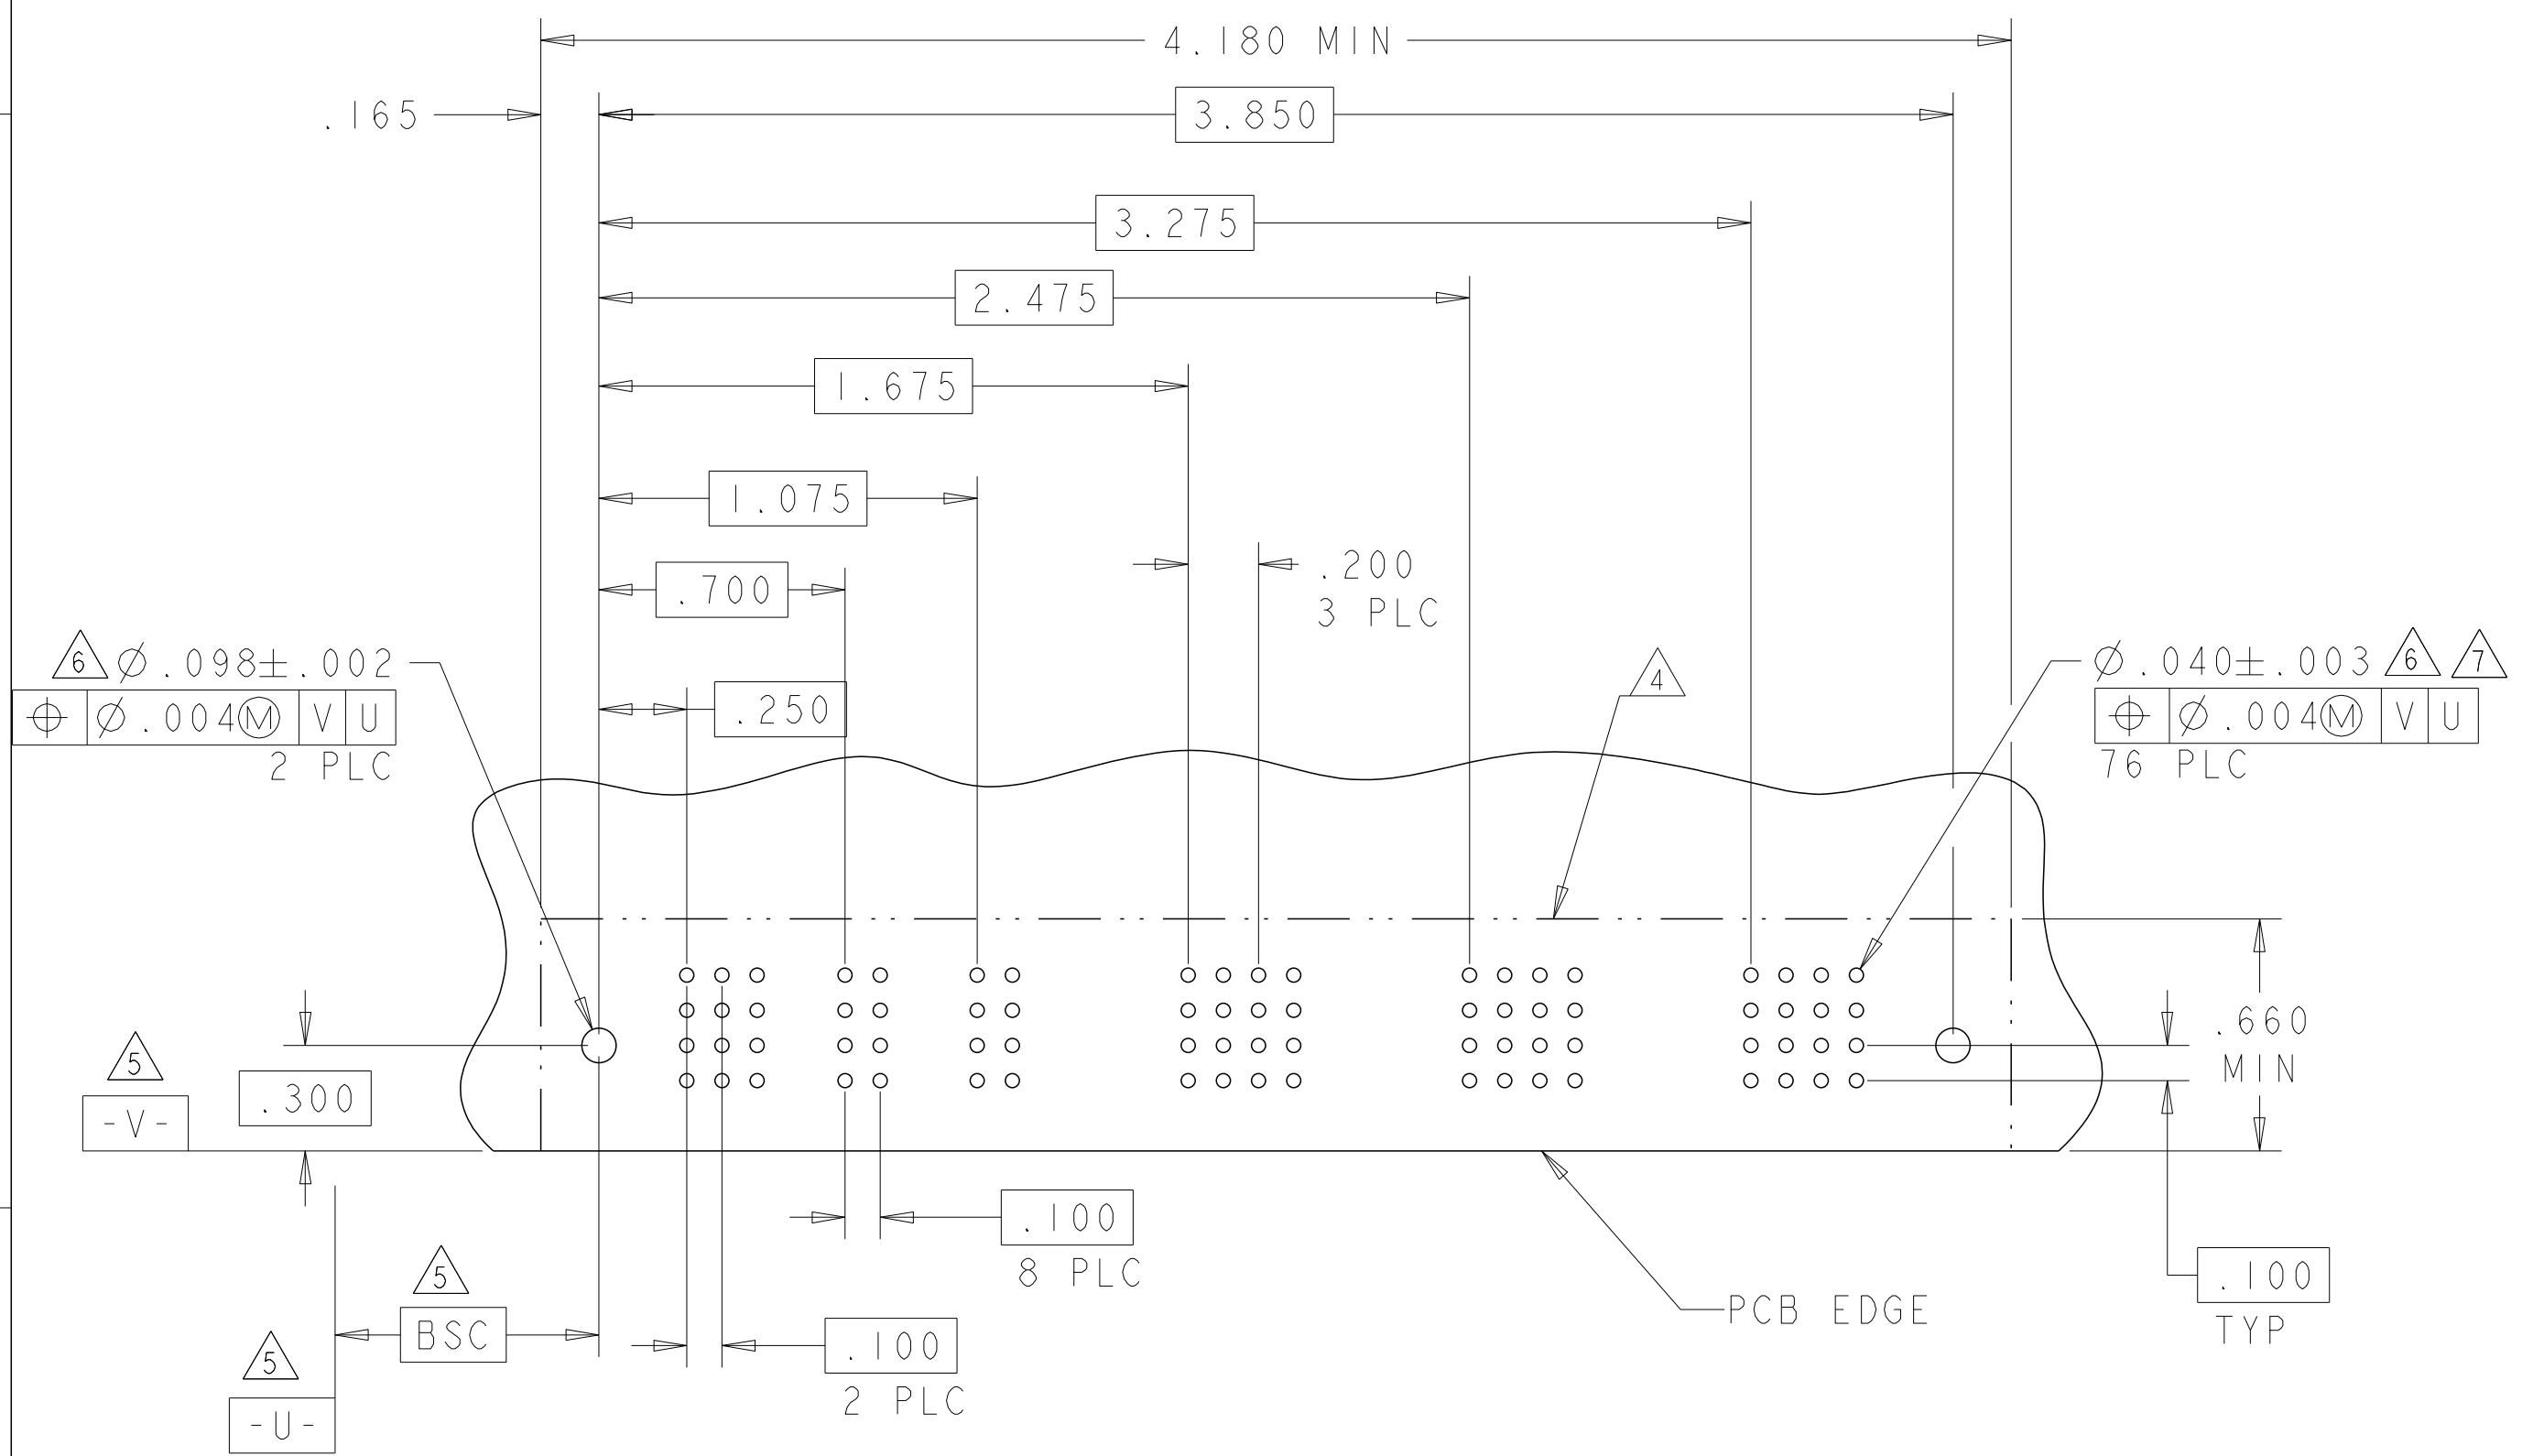 4.180 MIN
.165
3.850
3.275
2.475
1.675
1.075
.700
.200
3 PLC
.250
6 Ø.098±.002
⌖ Ø.004Ⓜ V U
2 PLC
4
Ø.040±.003 6 7
⌖ Ø.004Ⓜ V U
76 PLC
5
-V-
.300
.660
MIN
.100
8 PLC
5
BSC
5
-U-
.100
2 PLC
PCB EDGE
.100
TYP